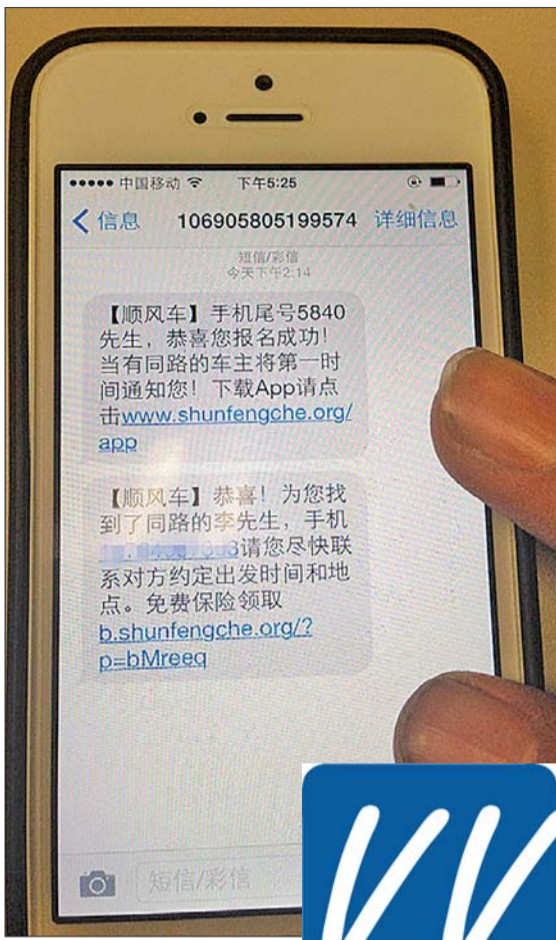 中国移动 下午5:25
信息 106905805199574 详细信息
短信/彩信
今天下午2:14
【顺风车】手机尾号5840
先生，恭喜您报名成功！
当有同路的车主将第一时
间通知您！下载App请点
击www.shunfengche.org/
app
【顺风车】恭喜！为您找
到了同路的李先生，手机
请您尽快联
系对方约定出发时间和地
点。免费保险领取
b.shunfengche.org/?
p=bMreeq
短信/彩信